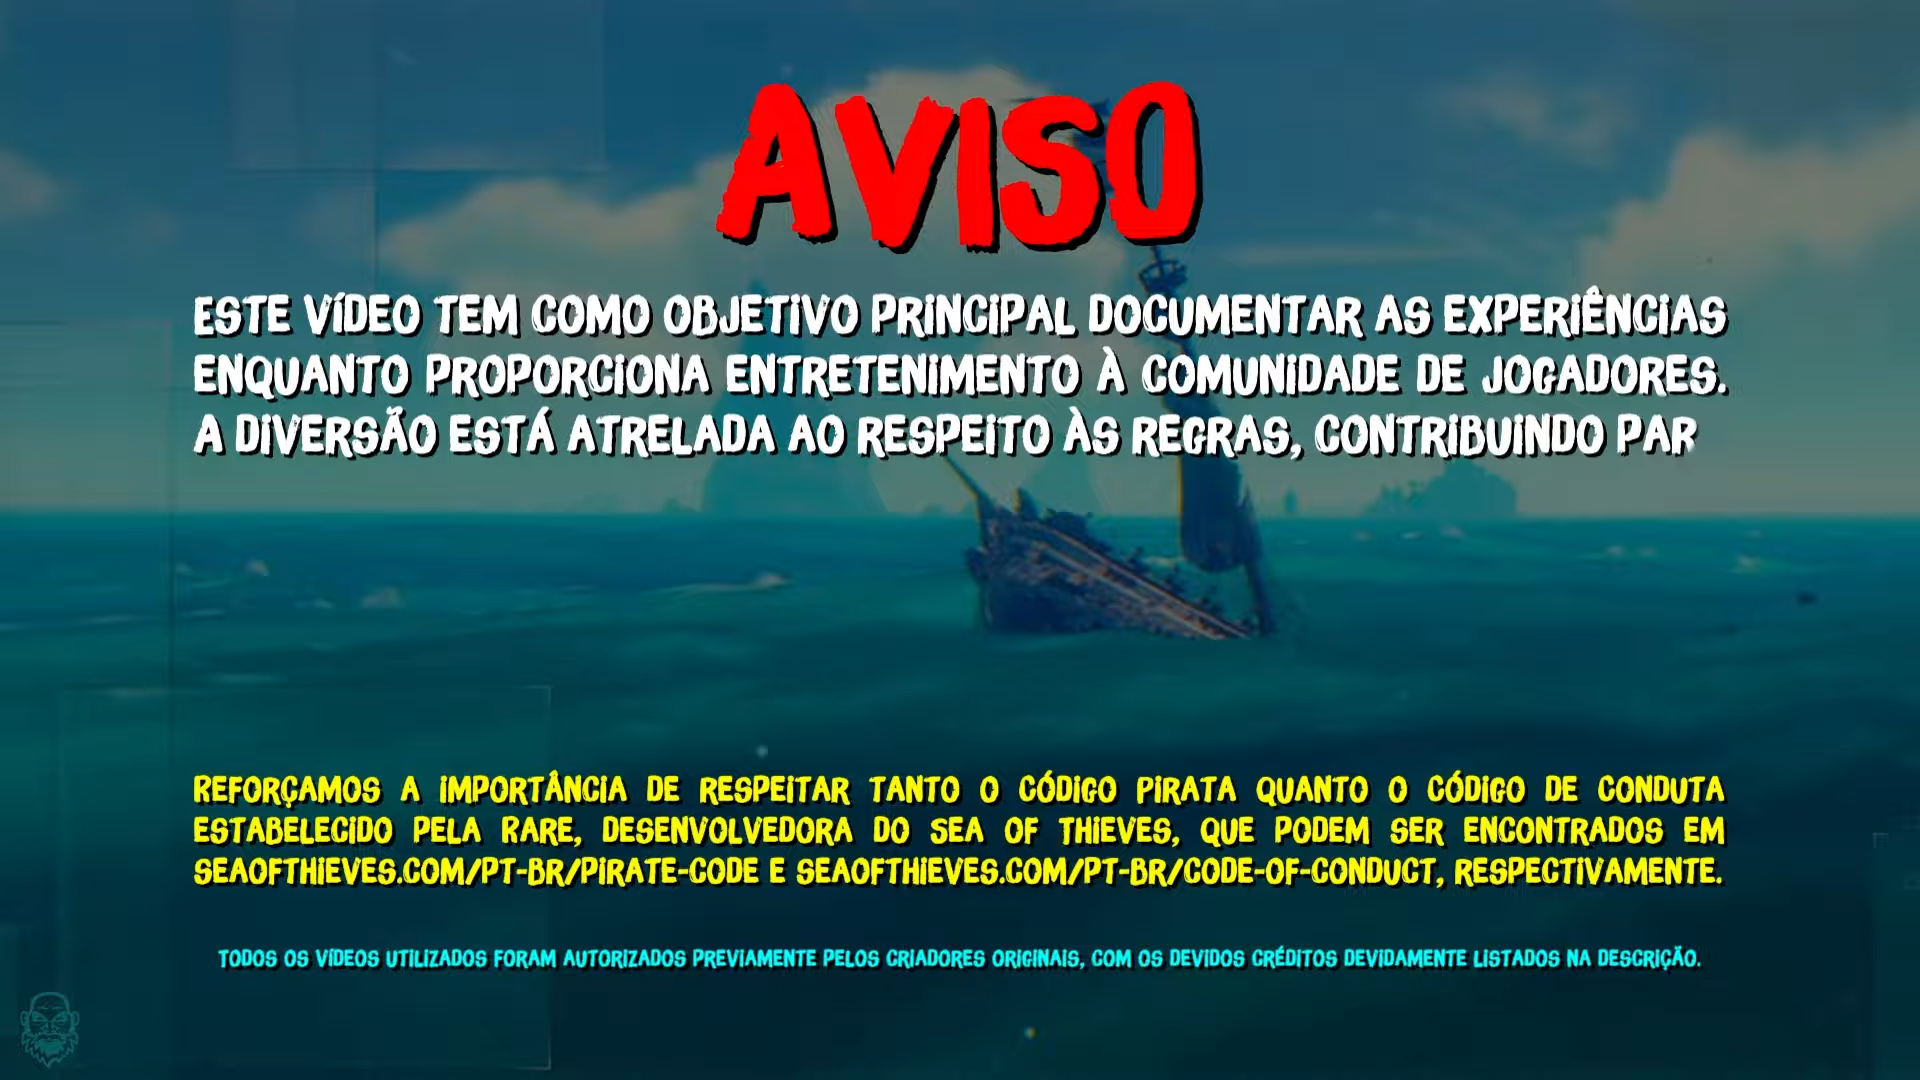 AVISO
ESTE VÍDEO TEM COMO OBJETIVO PRINCIPAL DOCUMENTAR AS EXPERIÊNCIAS
ENQUANTO PROPORCIONA ENTRETENIMENTO À COMUNIDADE DE JOGADORES.
A DIVERSÃO ESTÁ ATRELADA AO RESPEITO ÀS REGRAS, CONTRIBUINDO PAR
REFORÇAMOS A IMPORTÂNCIA DE RESPEITAR TANTO O CÓDIGO PIRATA QUANTO O CÓDIGO DE CONDUTA
ESTABELECIDO PELA RARE, DESENVOLVEDORA DO SEA OF THIEVES, QUE PODEM SER ENCONTRADOS EM
SEAOFTHIEVES.COM/PT-BR/PIRATE-CODE E SEAOFTHIEVES.COM/PT-BR/CODE-OF-CONDUCT, RESPECTIVAMENTE.
TODOS OS VÍDEOS UTILIZADOS FORAM AUTORIZADOS PREVIAMENTE PELOS CRIADORES ORIGINAIS, COM OS DEVIDOS CRÉDITOS DEVIDAMENTE LISTADOS NA DESCRIÇÃO.